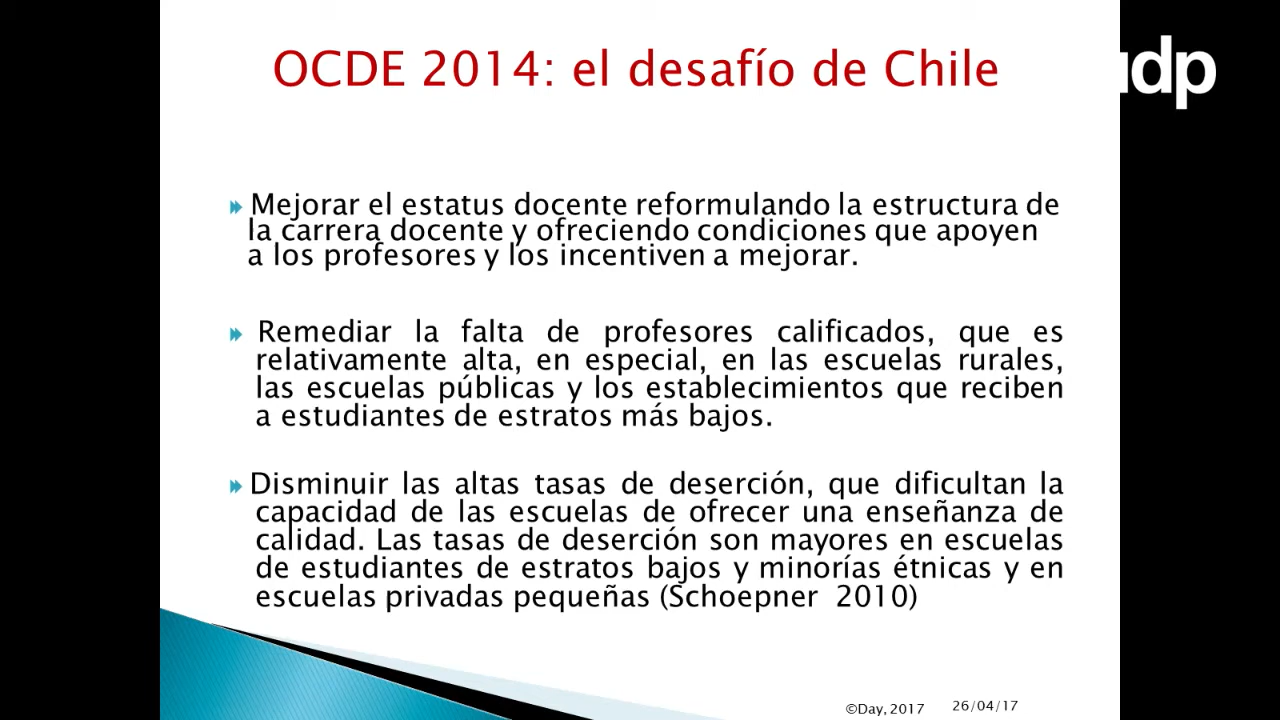 OCDE 2014: el desafío de Chile
udp
Mejorar el estatus docente reformulando la estructura de
la carrera docente y ofreciendo condiciones que apoyen
a los profesores y los incentiven a mejorar.
Remediar la falta de profesores calificados, que es
relativamente alta, en especial, en las escuelas rurales,
las escuelas públicas y los establecimientos que reciben
a estudiantes de estratos más bajos.
Disminuir las altas tasas de deserción, que dificultan la
capacidad de las escuelas de ofrecer una enseñanza de
calidad. Las tasas de deserción son mayores en escuelas
de estudiantes de estratos bajos y minorías étnicas y en
escuelas privadas pequeñas (Schoepner 2010)
©Day, 2017 26/04/17